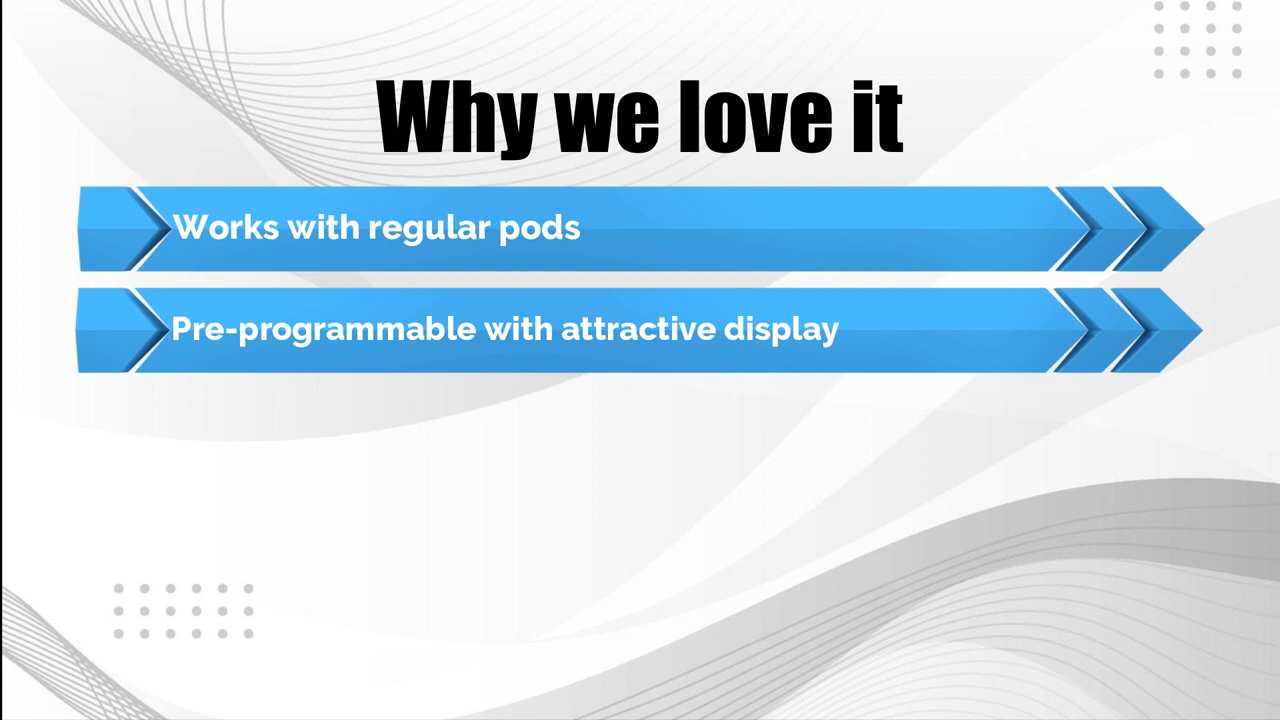 Why we love it
Works with regular pods
Pre-programmable with attractive display